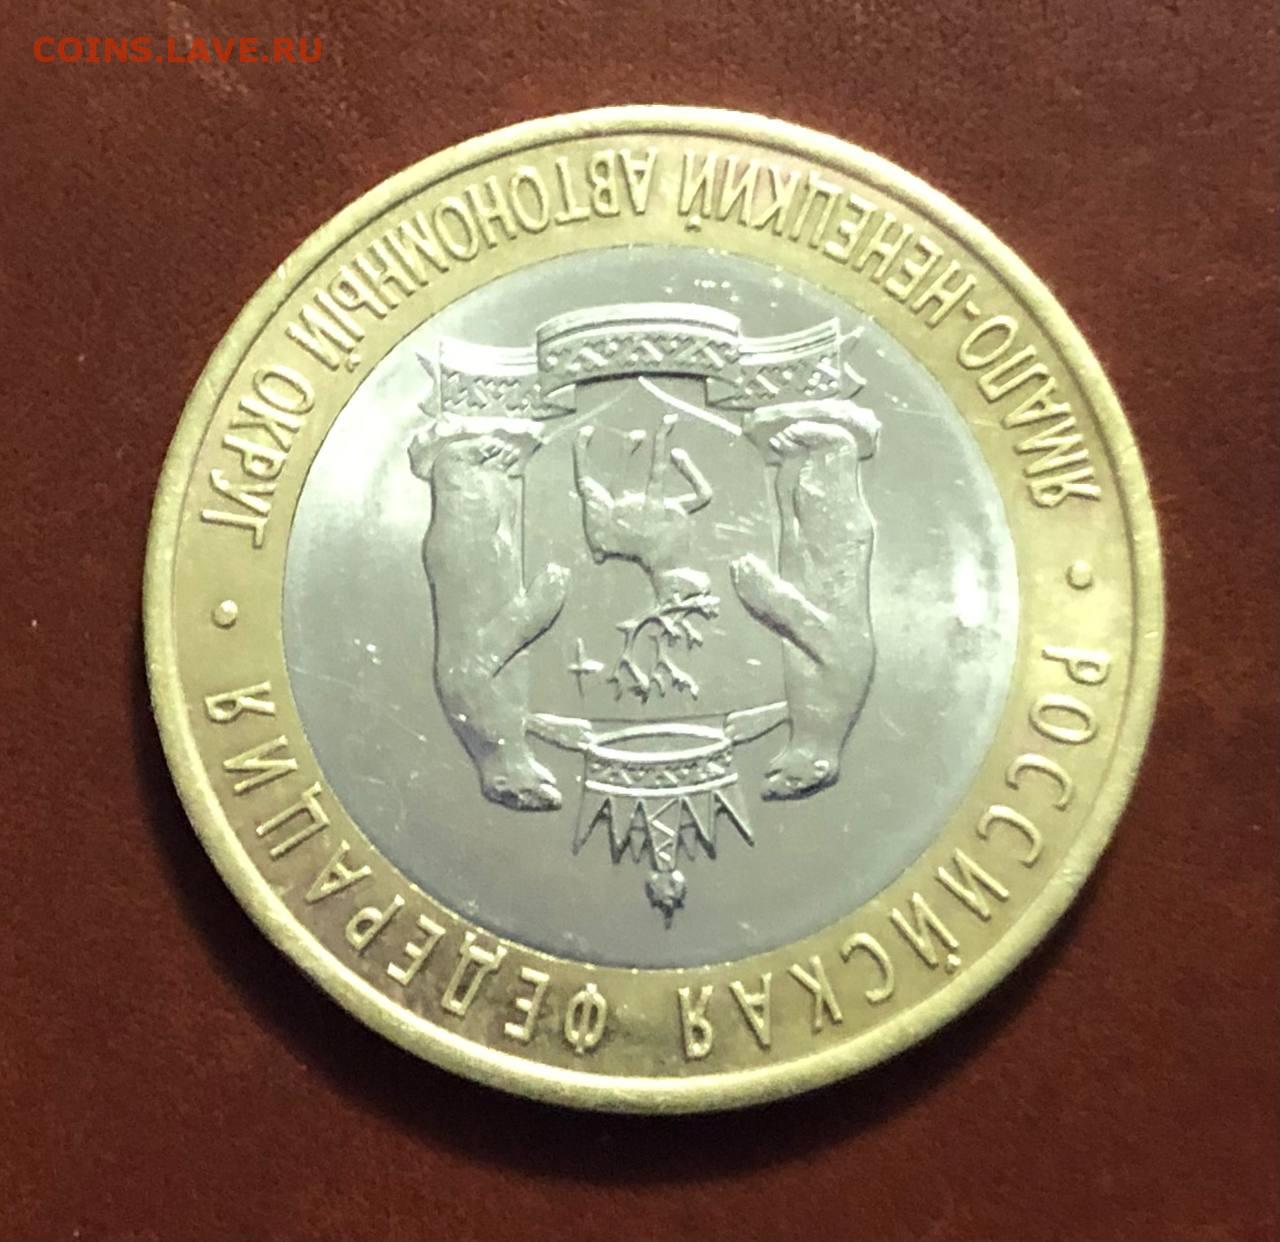 COINS.LAVE.RU
РОССИЙСКАЯ ФЕДЕРАЦИЯ
ЯМАЛО-НЕНЕЦКИЙ АВТОНОМНЫЙ ОКРУГ